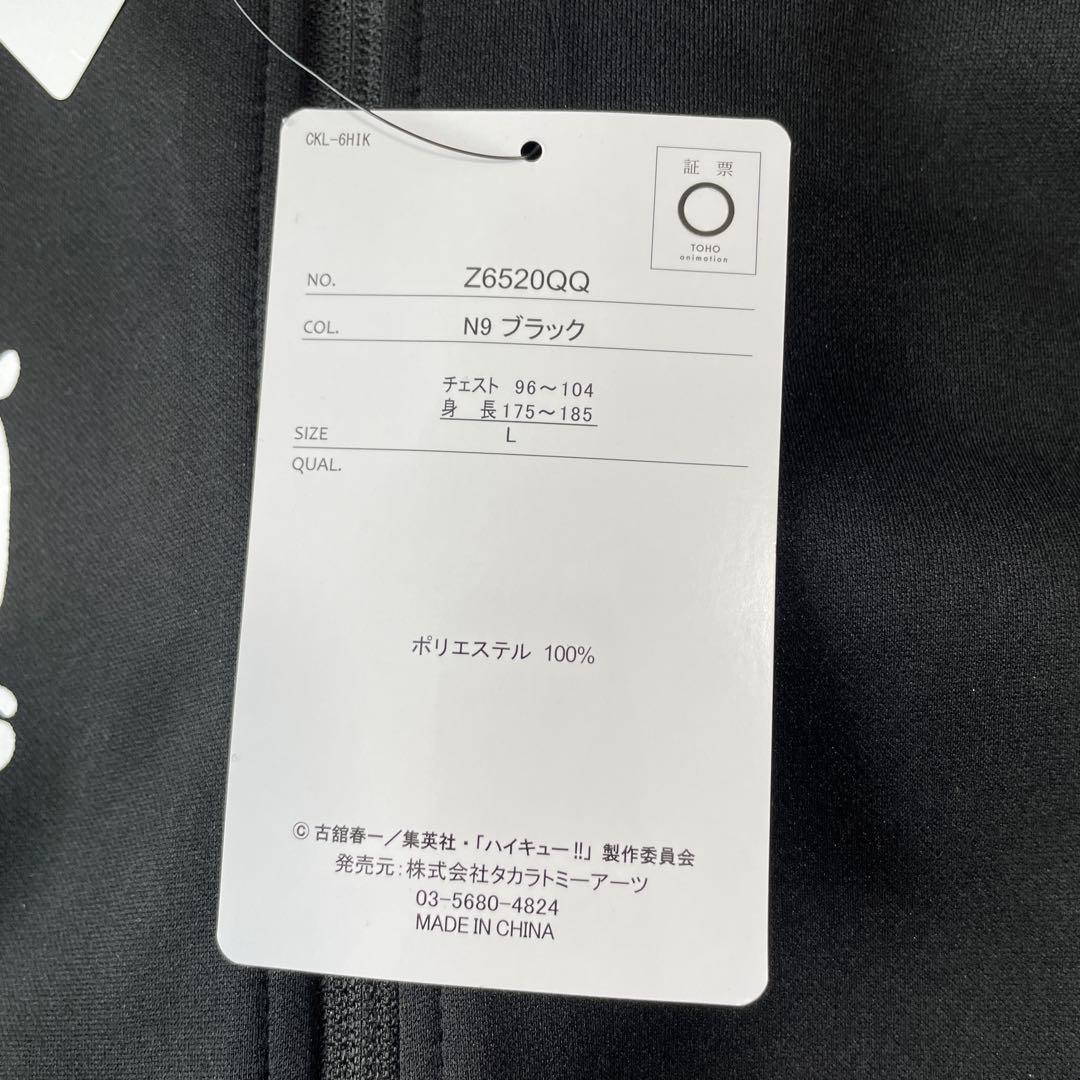 CKL-6HIK
証 票
TOHO
animation
NO. Z6520QQ
COL. N9 ブラック
チェスト 96～104
身 長 175～185
SIZE L
QUAL.
ポリエステル 100%
© 古舘春一／集英社・「ハイキュー!!」製作委員会
発売元：株式会社タカラトミーアーツ
03-5680-4824
MADE IN CHINA